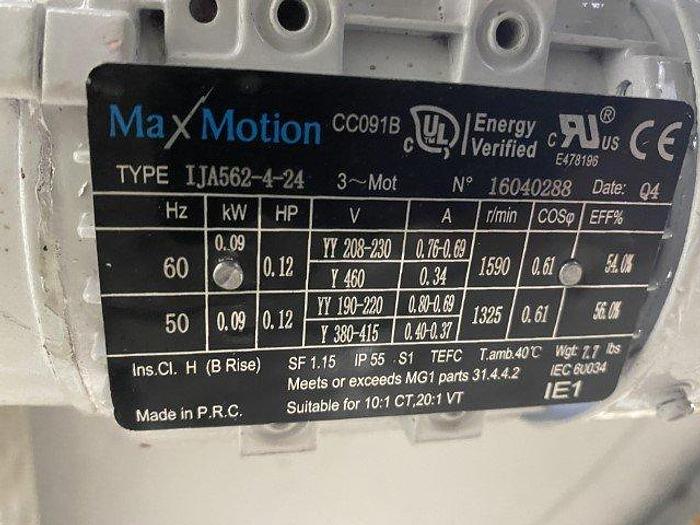 MaxMotion CC091B c UL TM Energy Verified c RU US ® CE
E478196
TYPE IJA562-4-24 3~Mot N° 16040288 Date: Q4
Hz kW HP V A r/min COSφ EFF%
60 0.09 0.12 YY 208-230 0.76-0.69 1590 0.61 54.0%
Y 460 0.34
50 0.09 0.12 YY 190-220 0.80-0.69 1325 0.61 56.0%
Y 380-415 0.40-0.37
Ins.Cl. H (B Rise) SF 1.15 IP 55 S1 TEFC T.amb.40℃ Wgt: 7.7 lbs
Meets or exceeds MG1 parts 31.4.4.2 IEC 60034
Made in P.R.C. Suitable for 10:1 CT,20:1 VT IE1